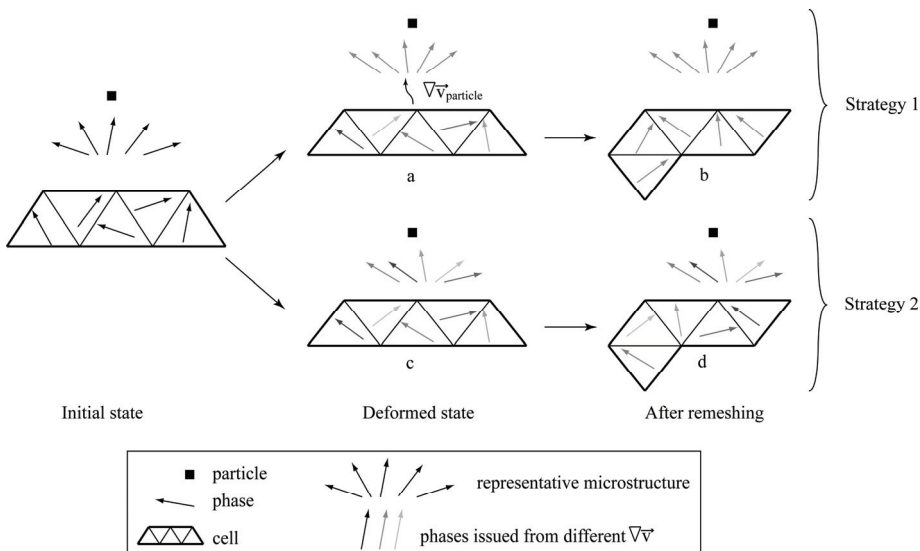 ∇v⃗particle
Strategy 1
a
b
Strategy 2
c
d
Initial state
Deformed state
After remeshing
particle
phase
cell
representative microstructure
phases issued from different ∇v⃗